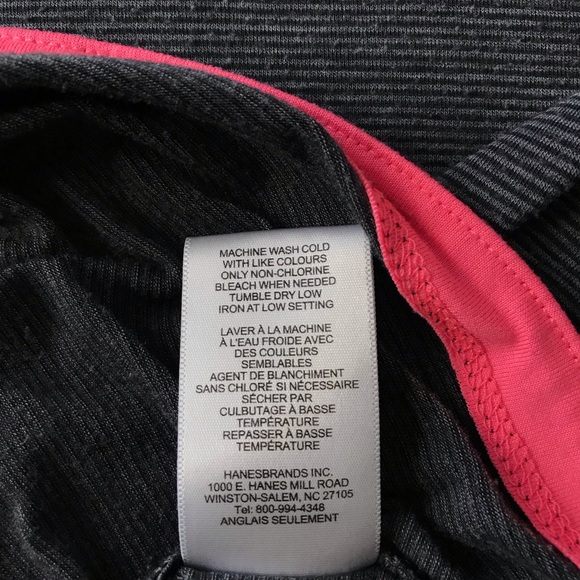 MACHINE WASH COLD
WITH LIKE COLOURS
ONLY NON-CHLORINE
BLEACH WHEN NEEDED
TUMBLE DRY LOW
IRON AT LOW SETTING
LAVER À LA MACHINE
À L'EAU FROIDE AVEC
DES COULEURS
SEMBLABLES
AGENT DE BLANCHIMENT
SANS CHLORÉ SI NÉCESSAIRE
SÉCHER PAR
CULBUTAGE À BASSE
TEMPÉRATURE
REPASSER À BASSE
TEMPÉRATURE
HANESBRANDS INC.
1000 E. HANES MILL ROAD
WINSTON-SALEM, NC 27105
Tel: 800-994-4348
ANGLAIS SEULEMENT